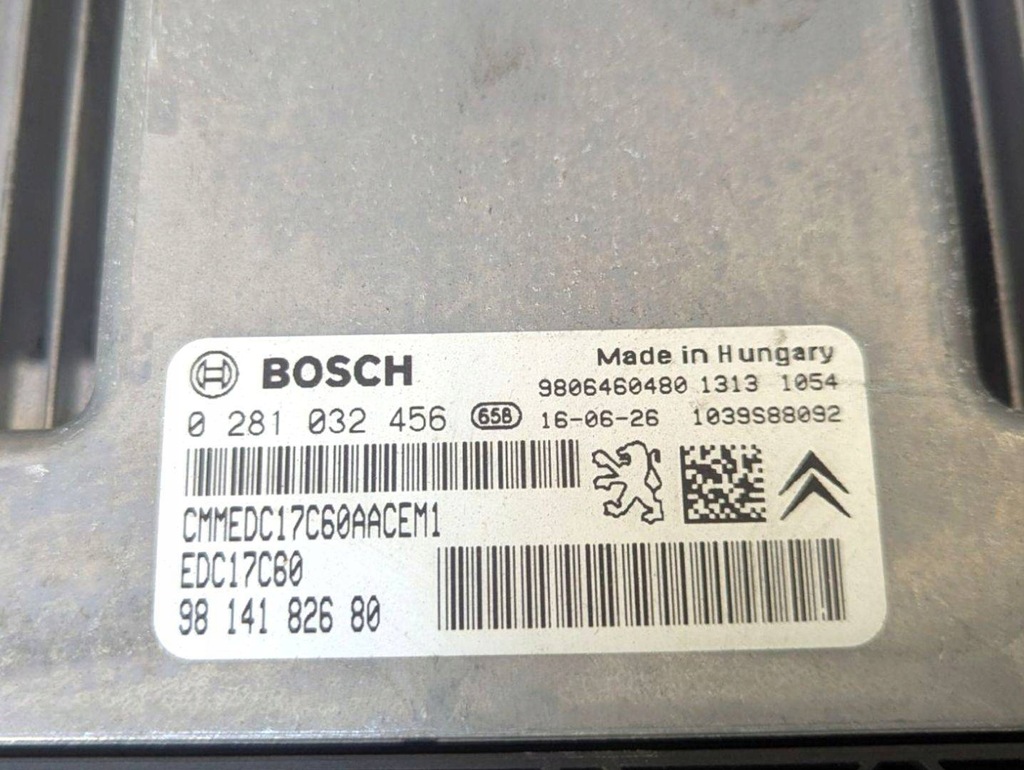 BOSCH
Made in Hungary
9806460480 1313 1054
0 281 032 456 658 16-06-26 1039S88092
CMMEDC17C60AACEM1
EDC17C60
98 141 826 80